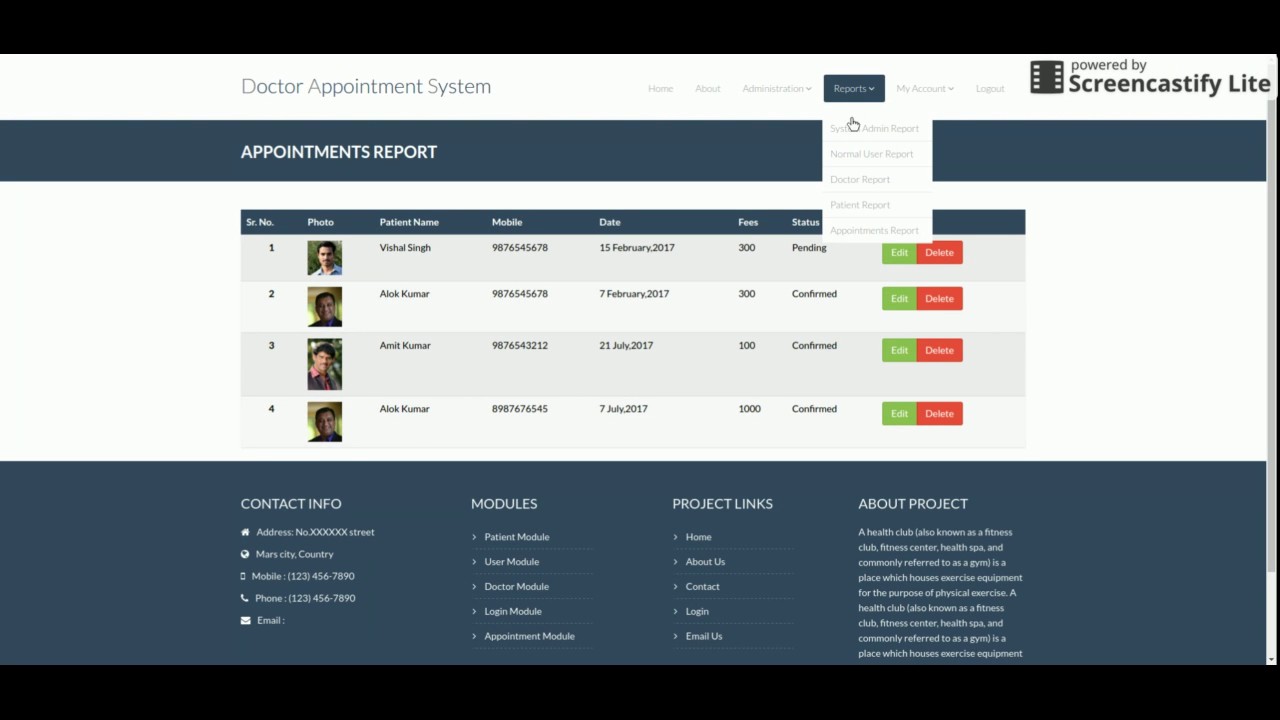 powered by
Screencastify Lite
Doctor Appointment System
Home About Administration Reports My Account Logout
System Admin Report
Normal User Report
Doctor Report
Patient Report
Appointments Report
APPOINTMENTS REPORT
Sr. No. Photo Patient Name Mobile Date Fees Status
1 Vishal Singh 9876545678 15 February,2017 300 Pending Edit Delete
2 Alok Kumar 9876545678 7 February,2017 300 Confirmed Edit Delete
3 Amit Kumar 9876543212 21 July,2017 100 Confirmed Edit Delete
4 Alok Kumar 8987676545 7 July,2017 1000 Confirmed Edit Delete
CONTACT INFO
Address: No.XXXXXX street
Mars city, Country
Mobile : (123) 456-7890
Phone : (123) 456-7890
Email :
MODULES
Patient Module
User Module
Doctor Module
Login Module
Appointment Module
PROJECT LINKS
Home
About Us
Contact
Login
Email Us
ABOUT PROJECT
A health club (also known as a fitness
club, fitness center, health spa, and
commonly referred to as a gym) is a
place which houses exercise equipment
for the purpose of physical exercise. A
health club (also known as a fitness
club, fitness center, health spa, and
commonly referred to as a gym) is a
place which houses exercise equipment